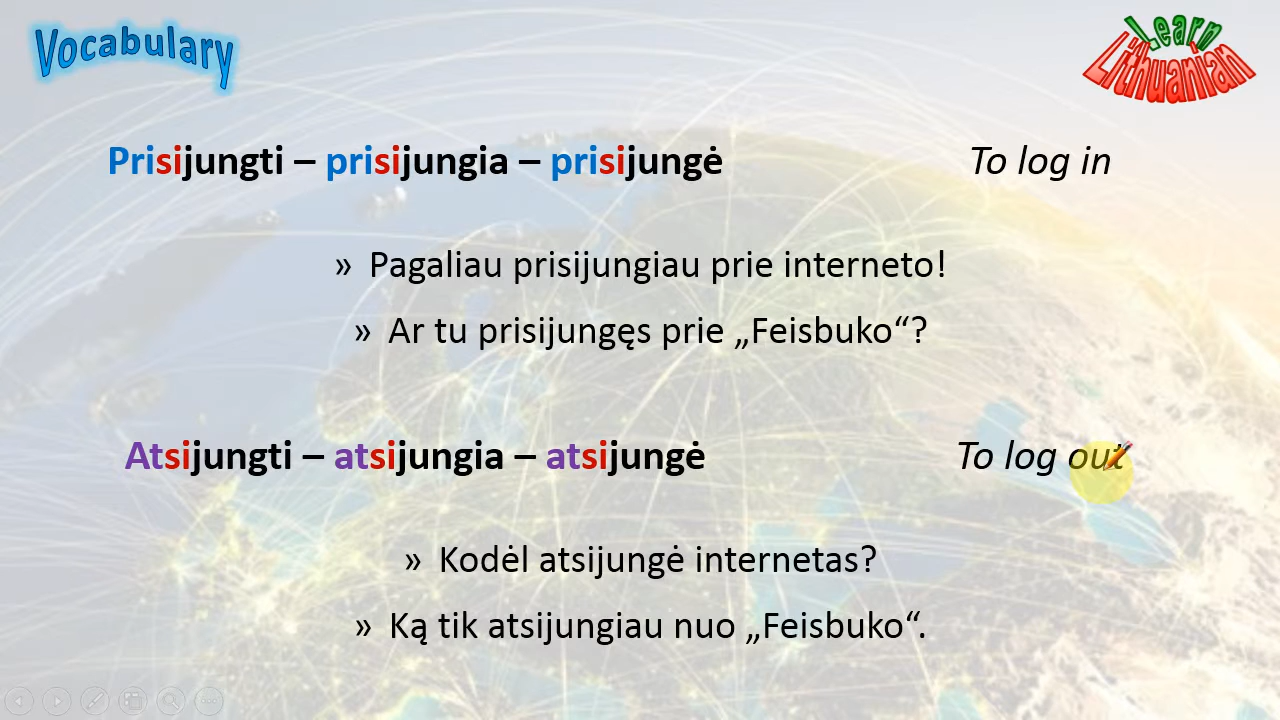 Vocabulary
Learn
Lithuanian
Prisijungti – prisijungia – prisijungė To log in
» Pagaliau prisijungiau prie interneto!
» Ar tu prisijungęs prie „Feisbuko“?
Atsijungti – atsijungia – atsijungė To log out
» Kodėl atsijungė internetas?
» Ką tik atsijungiau nuo „Feisbuko“.